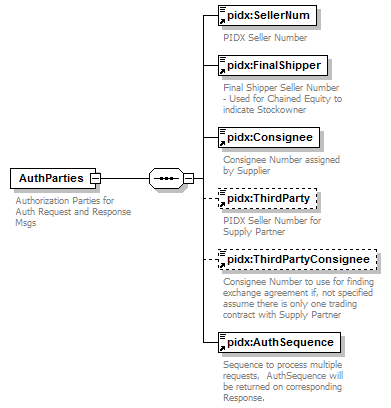 pidx:SellerNum
PIDX Seller Number
pidx:FinalShipper
Final Shipper Seller Number
- Used for Chained Equity to
indicate Stockowner
pidx:Consignee
Consignee Number assigned
by Supplier
AuthParties
Authorization Parties for
Auth Request and Response
Msgs
pidx:ThirdParty
PIDX Seller Number for
Supply Partner
pidx:ThirdPartyConsignee
Consignee Number to use for finding
exchange agreement if, not specified
assume there is only one trading
contract with Supply Partner
pidx:AuthSequence
Sequence to process multiple
requests,  AuthSequence will
be returned on corresponding
Response.